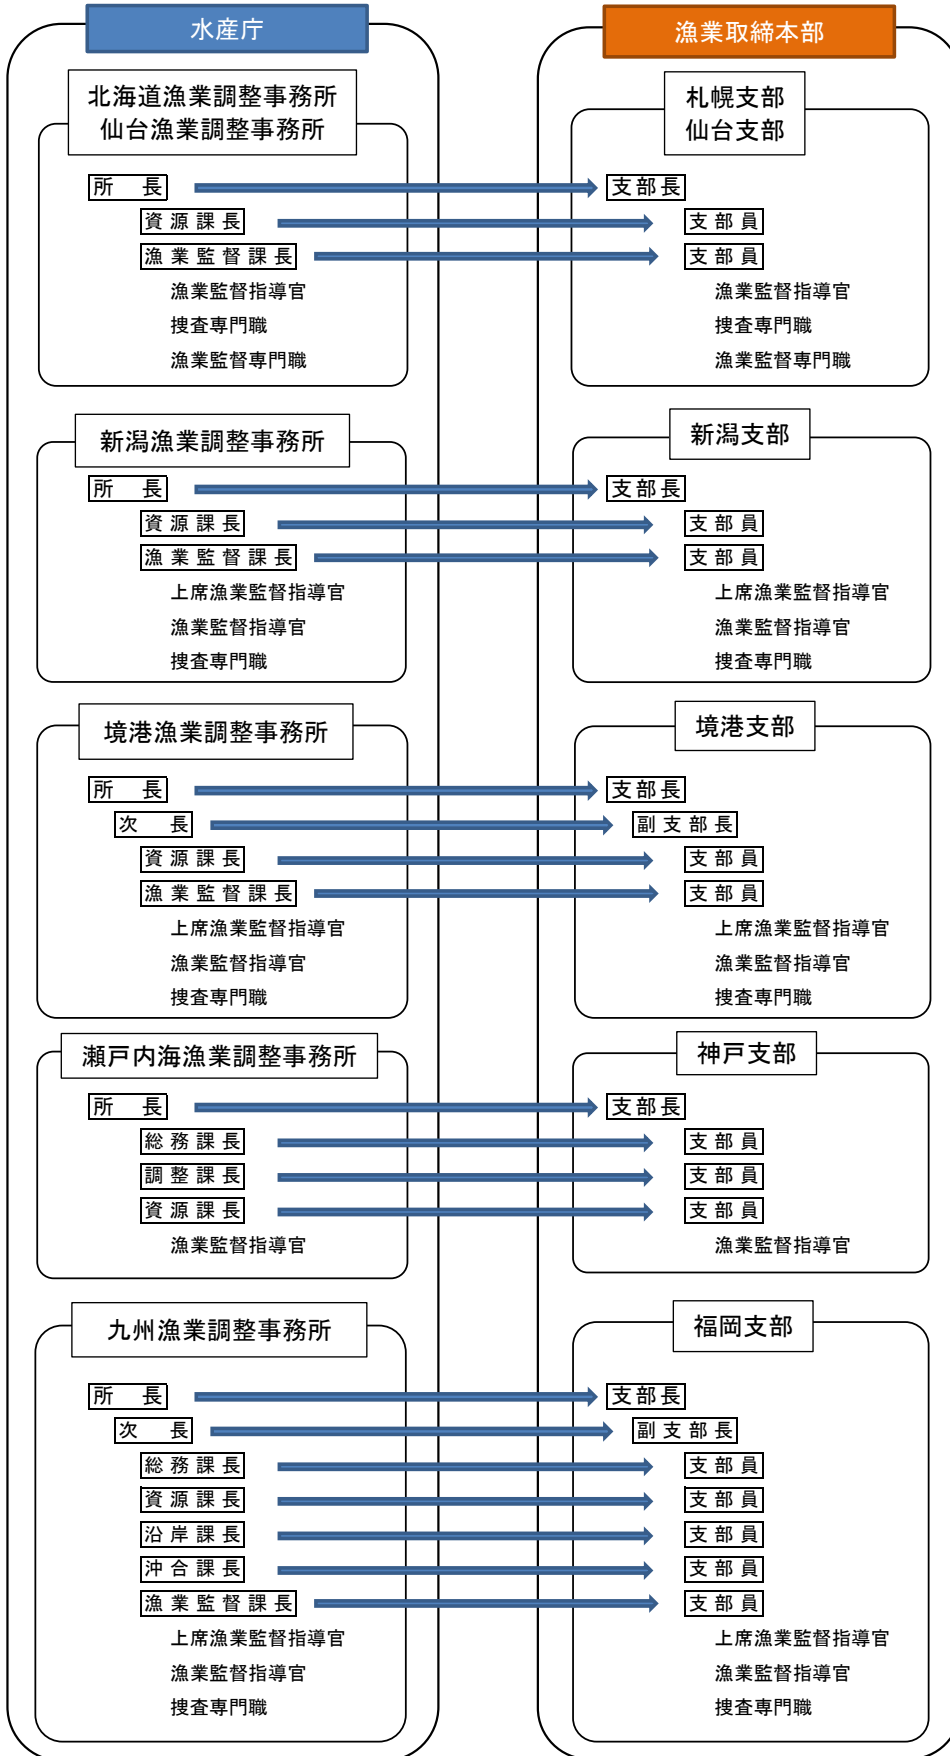 水産庁
漁業取締本部
北海道漁業調整事務所
仙台漁業調整事務所
札幌支部
仙台支部
所　長
支部長
資源課長
支部員
漁業監督課長
支部員
漁業監督指導官
漁業監督指導官
捜査専門職
捜査専門職
漁業監督専門職
漁業監督専門職
新潟漁業調整事務所
新潟支部
所　長
支部長
資源課長
支部員
漁業監督課長
支部員
上席漁業監督指導官
上席漁業監督指導官
漁業監督指導官
漁業監督指導官
捜査専門職
捜査専門職
境港漁業調整事務所
境港支部
所　長
支部長
次　長
副支部長
資源課長
支部員
漁業監督課長
支部員
上席漁業監督指導官
上席漁業監督指導官
漁業監督指導官
漁業監督指導官
捜査専門職
捜査専門職
瀬戸内海漁業調整事務所
神戸支部
所　長
支部長
総務課長
支部員
調整課長
支部員
資源課長
支部員
漁業監督指導官
漁業監督指導官
九州漁業調整事務所
福岡支部
所　長
支部長
次　長
副支部長
総務課長
支部員
資源課長
支部員
沿岸課長
支部員
沖合課長
支部員
漁業監督課長
支部員
上席漁業監督指導官
上席漁業監督指導官
漁業監督指導官
漁業監督指導官
捜査専門職
捜査専門職